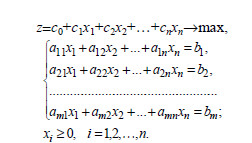 z=c₀+c₁x₁+c₂x₂+…+cₙxₙ→max,
a₁₁x₁+a₁₂x₂+...+a₁ₙxₙ=b₁,
a₂₁x₁+a₂₂x₂+...+a₂ₙxₙ=b₂,
................................................
aₘ₁x₁+aₘ₂x₂+...+aₘₙxₙ=bₘ;
xᵢ≥0, i=1,2,…,n.